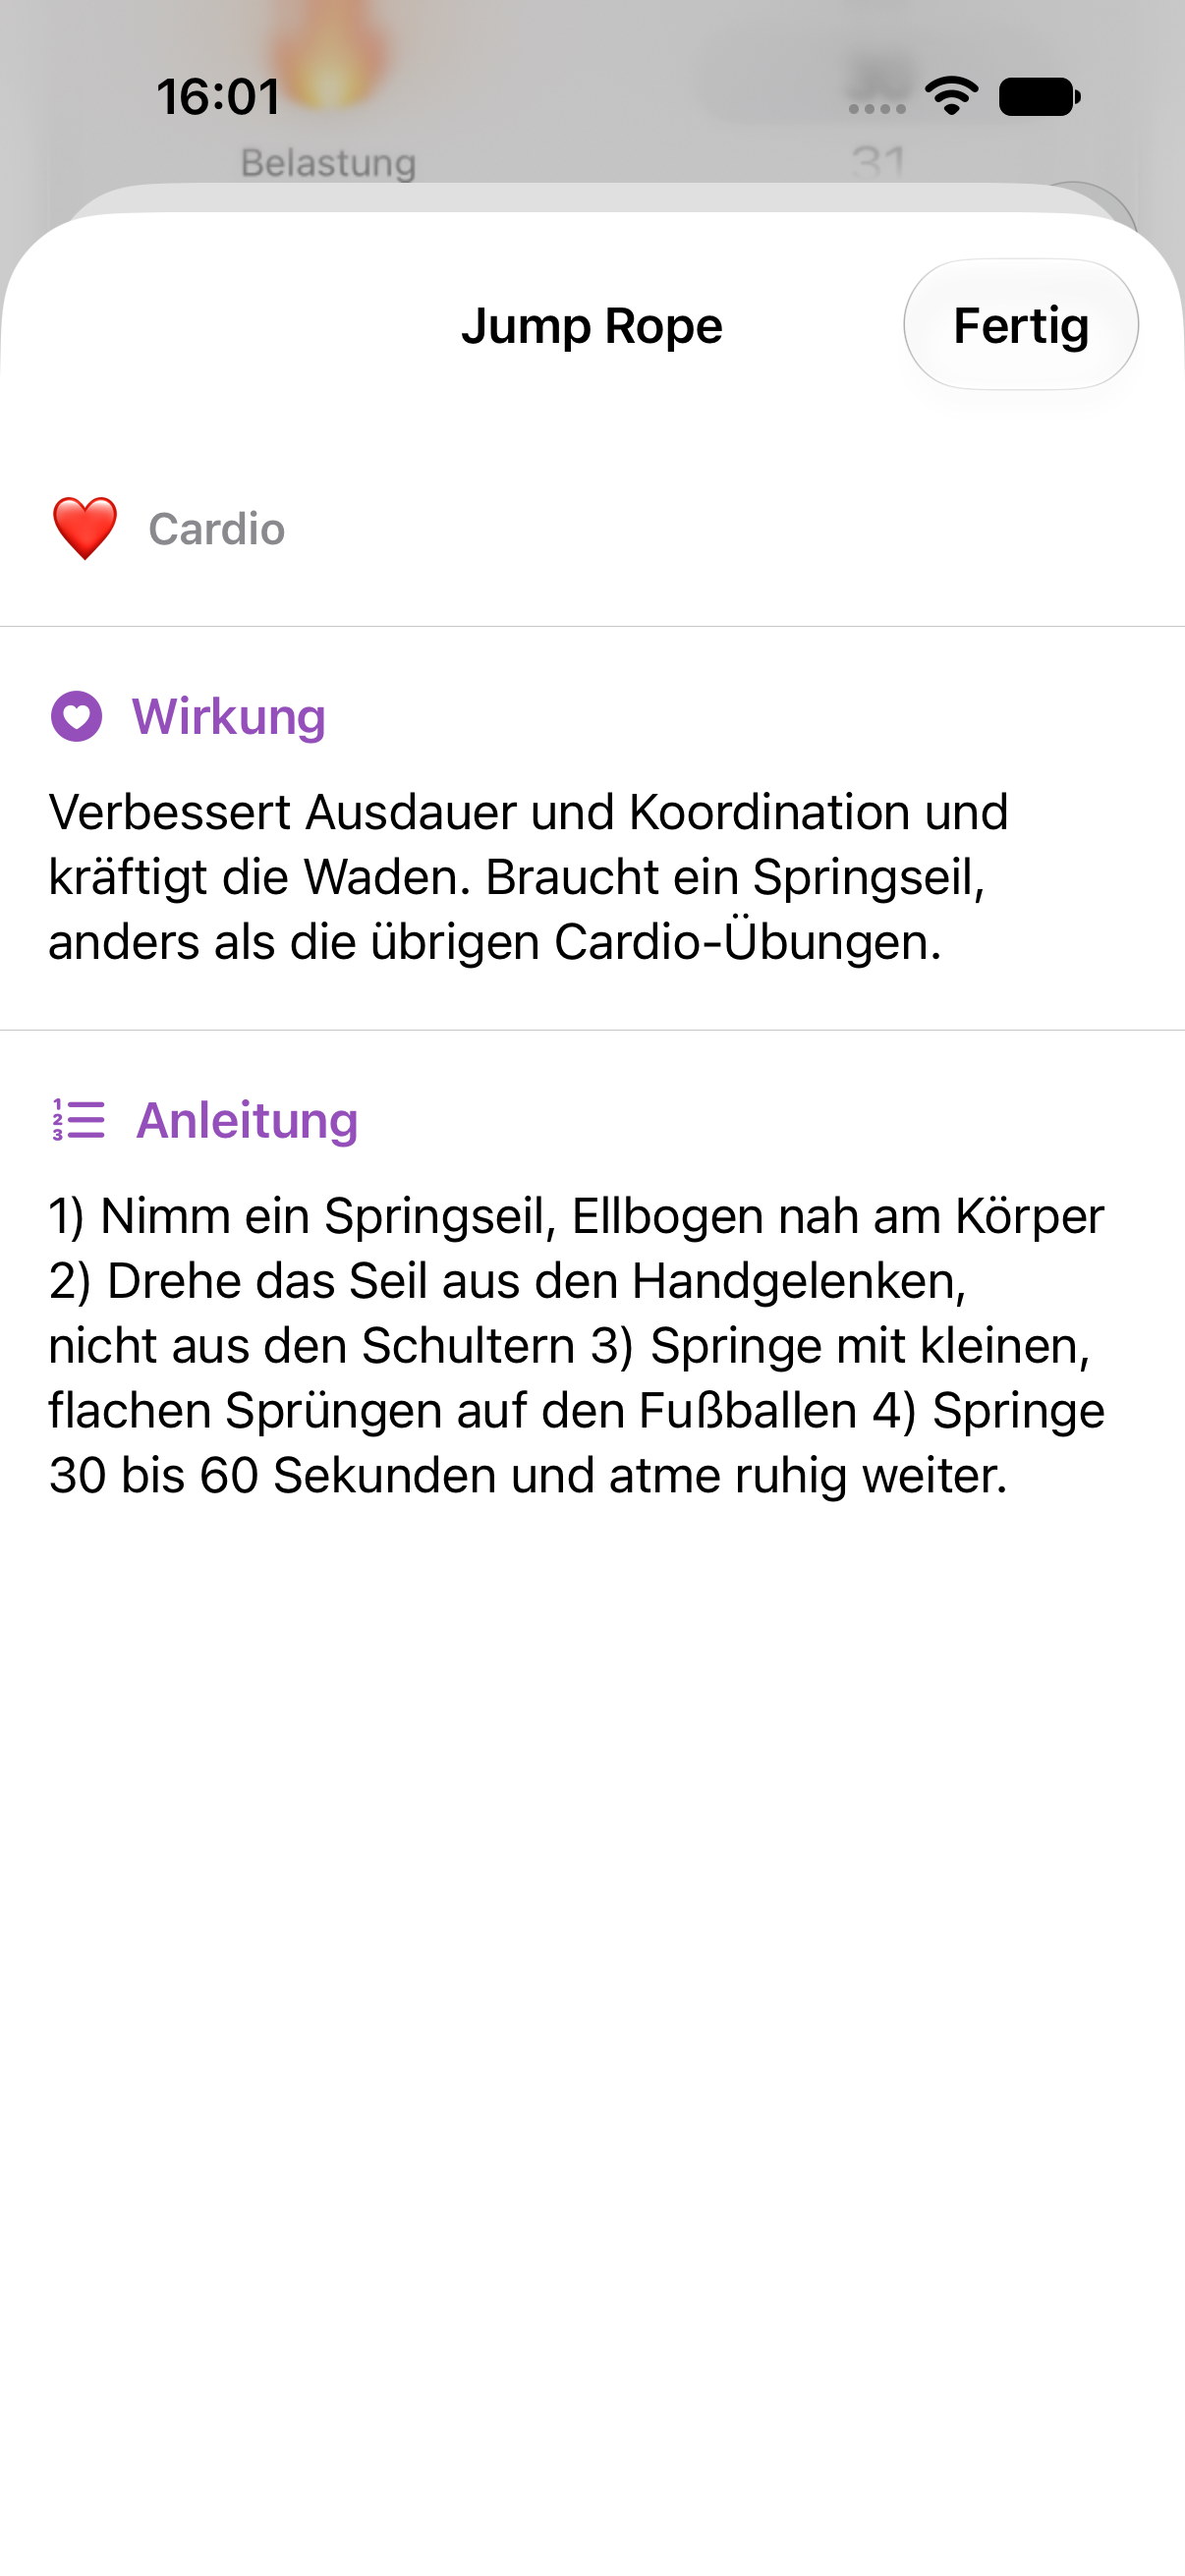 16:01
Belastung
31
Jump Rope
Fertig
Cardio
Wirkung
Verbessert Ausdauer und Koordination und
kräftigt die Waden. Braucht ein Springseil,
anders als die übrigen Cardio-Übungen.
Anleitung
1) Nimm ein Springseil, Ellbogen nah am Körper
2) Drehe das Seil aus den Handgelenken,
nicht aus den Schultern 3) Springe mit kleinen,
flachen Sprüngen auf den Fußballen 4) Springe
30 bis 60 Sekunden und atme ruhig weiter.